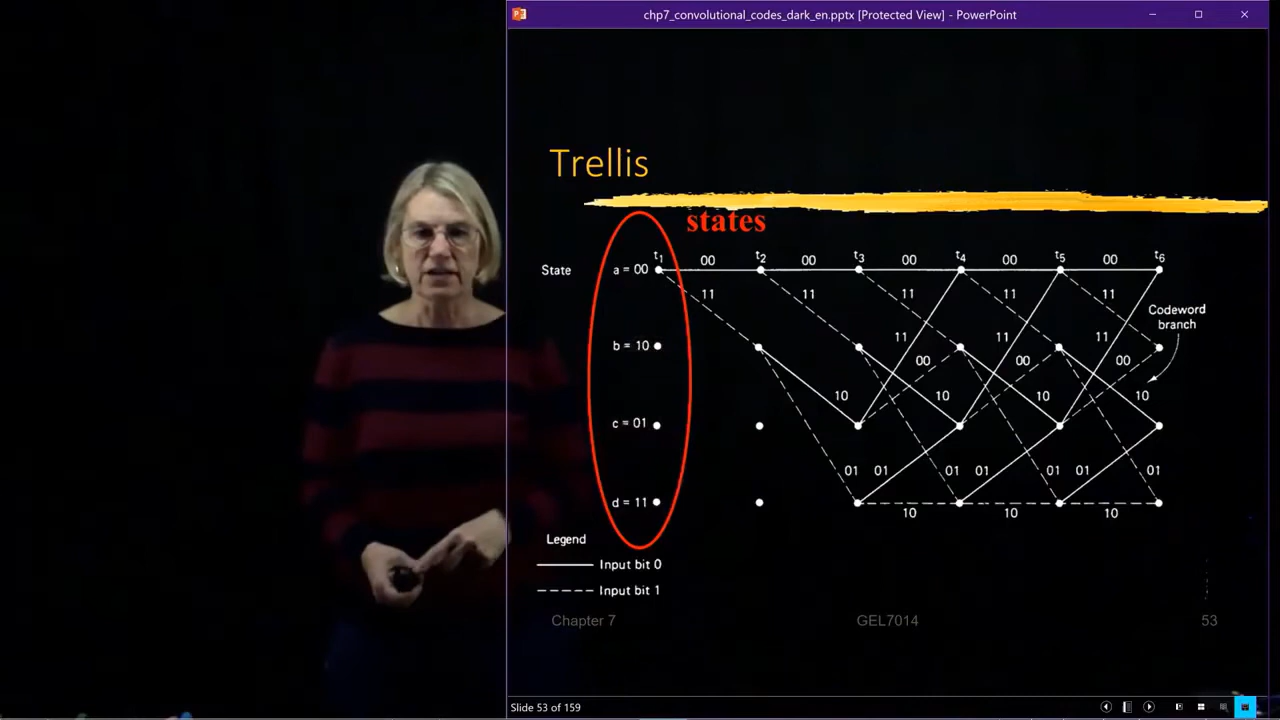 chp7_convolutional_codes_dark_en.pptx [Protected View] - PowerPoint
Trellis
states
State a = 00 t1 00 t2 00 t3 00 t4 00 t5 00 t6
11 11 11 11 11
Codeword
branch
b = 10
11 11 11
00 00 00
10 10 10 10
c = 01
01 01 01 01 01 01 01
d = 11
10 10 10
Legend
Input bit 0
Input bit 1
Chapter 7 GEL7014 53
Slide 53 of 159